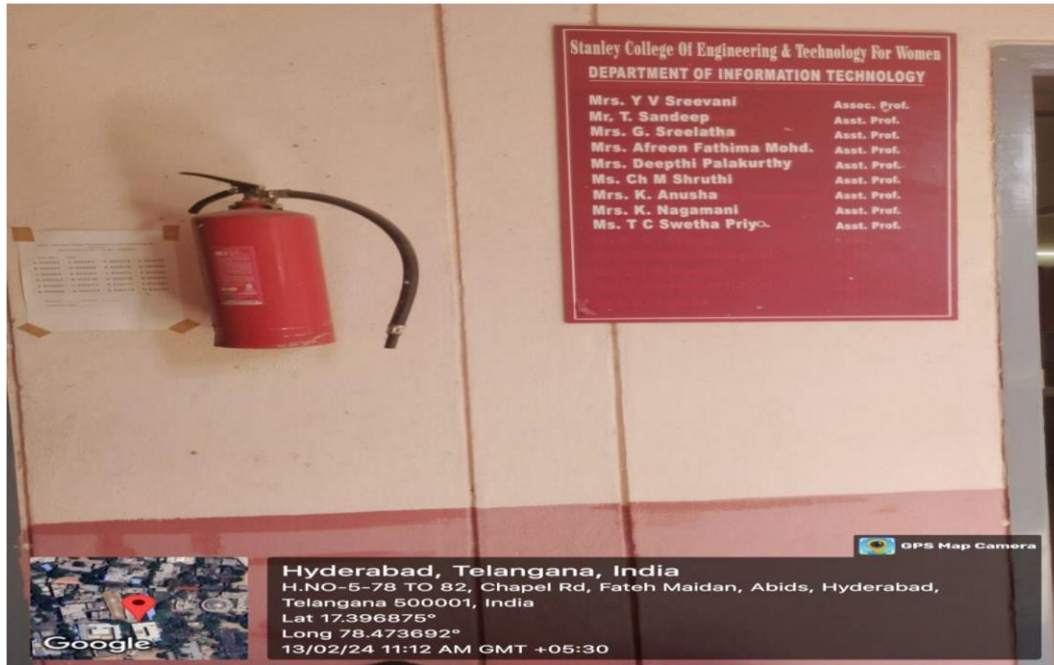 Stanley College Of Engineering & Technology For Women
DEPARTMENT OF INFORMATION TECHNOLOGY
Mrs. Y V Sreevani Assoc. Prof.
Mr. T. Sandeep Asst. Prof.
Mrs. G. Sreelatha Asst. Prof.
Mrs. Afreen Fathima Mohd. Asst. Prof.
Mrs. Deepthi Palakurthy Asst. Prof.
Ms. Ch M Shruthi Asst. Prof.
Mrs. K. Anusha Asst. Prof.
Mrs. K. Nagamani Asst. Prof.
Ms. T C Swetha Priya Asst. Prof.
GPS Map Camera
Google
Hyderabad, Telangana, India
H.NO-5-78 TO 82, Chapel Rd, Fateh Maidan, Abids, Hyderabad,
Telangana 500001, India
Lat 17.396875°
Long 78.473692°
13/02/24 11:12 AM GMT +05:30